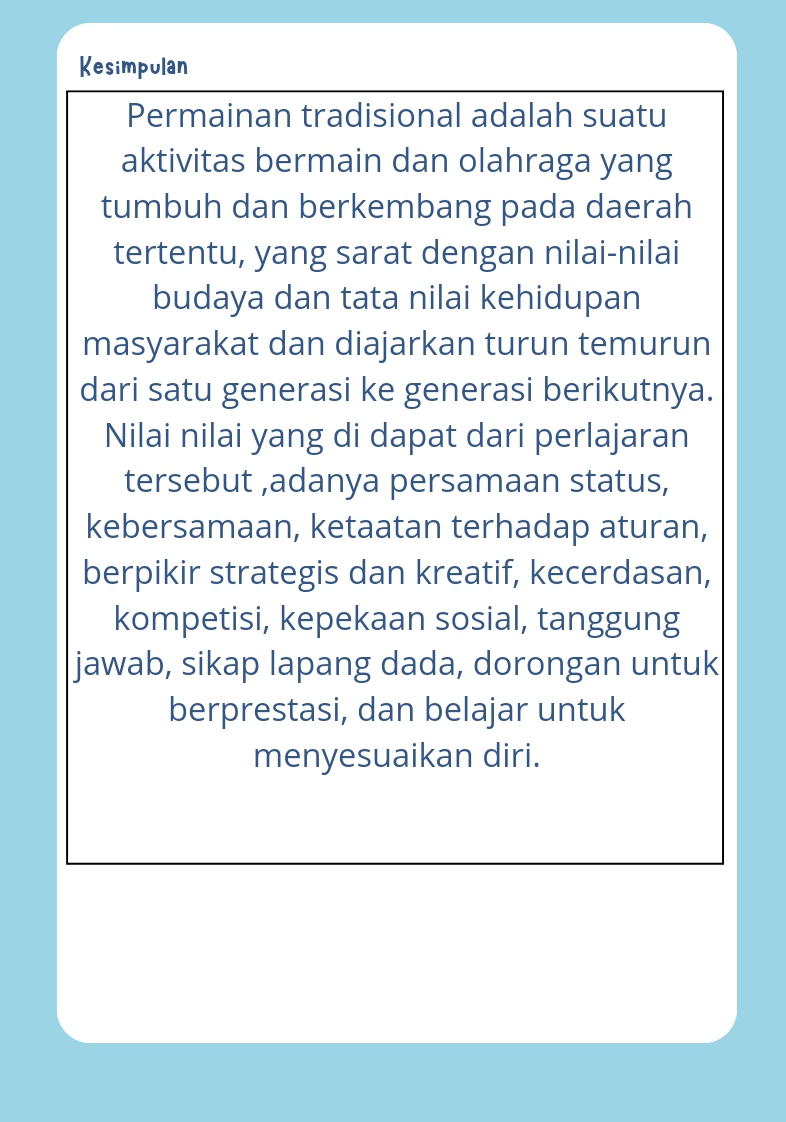 Kesimpulan
Permainan tradisional adalah suatu
aktivitas bermain dan olahraga yang
tumbuh dan berkembang pada daerah
tertentu, yang sarat dengan nilai-nilai
budaya dan tata nilai kehidupan
masyarakat dan diajarkan turun temurun
dari satu generasi ke generasi berikutnya.
Nilai nilai yang di dapat dari perlajaran
tersebut ,adanya persamaan status,
kebersamaan, ketaatan terhadap aturan,
berpikir strategis dan kreatif, kecerdasan,
kompetisi, kepekaan sosial, tanggung
jawab, sikap lapang dada, dorongan untuk
berprestasi, dan belajar untuk
menyesuaikan diri.